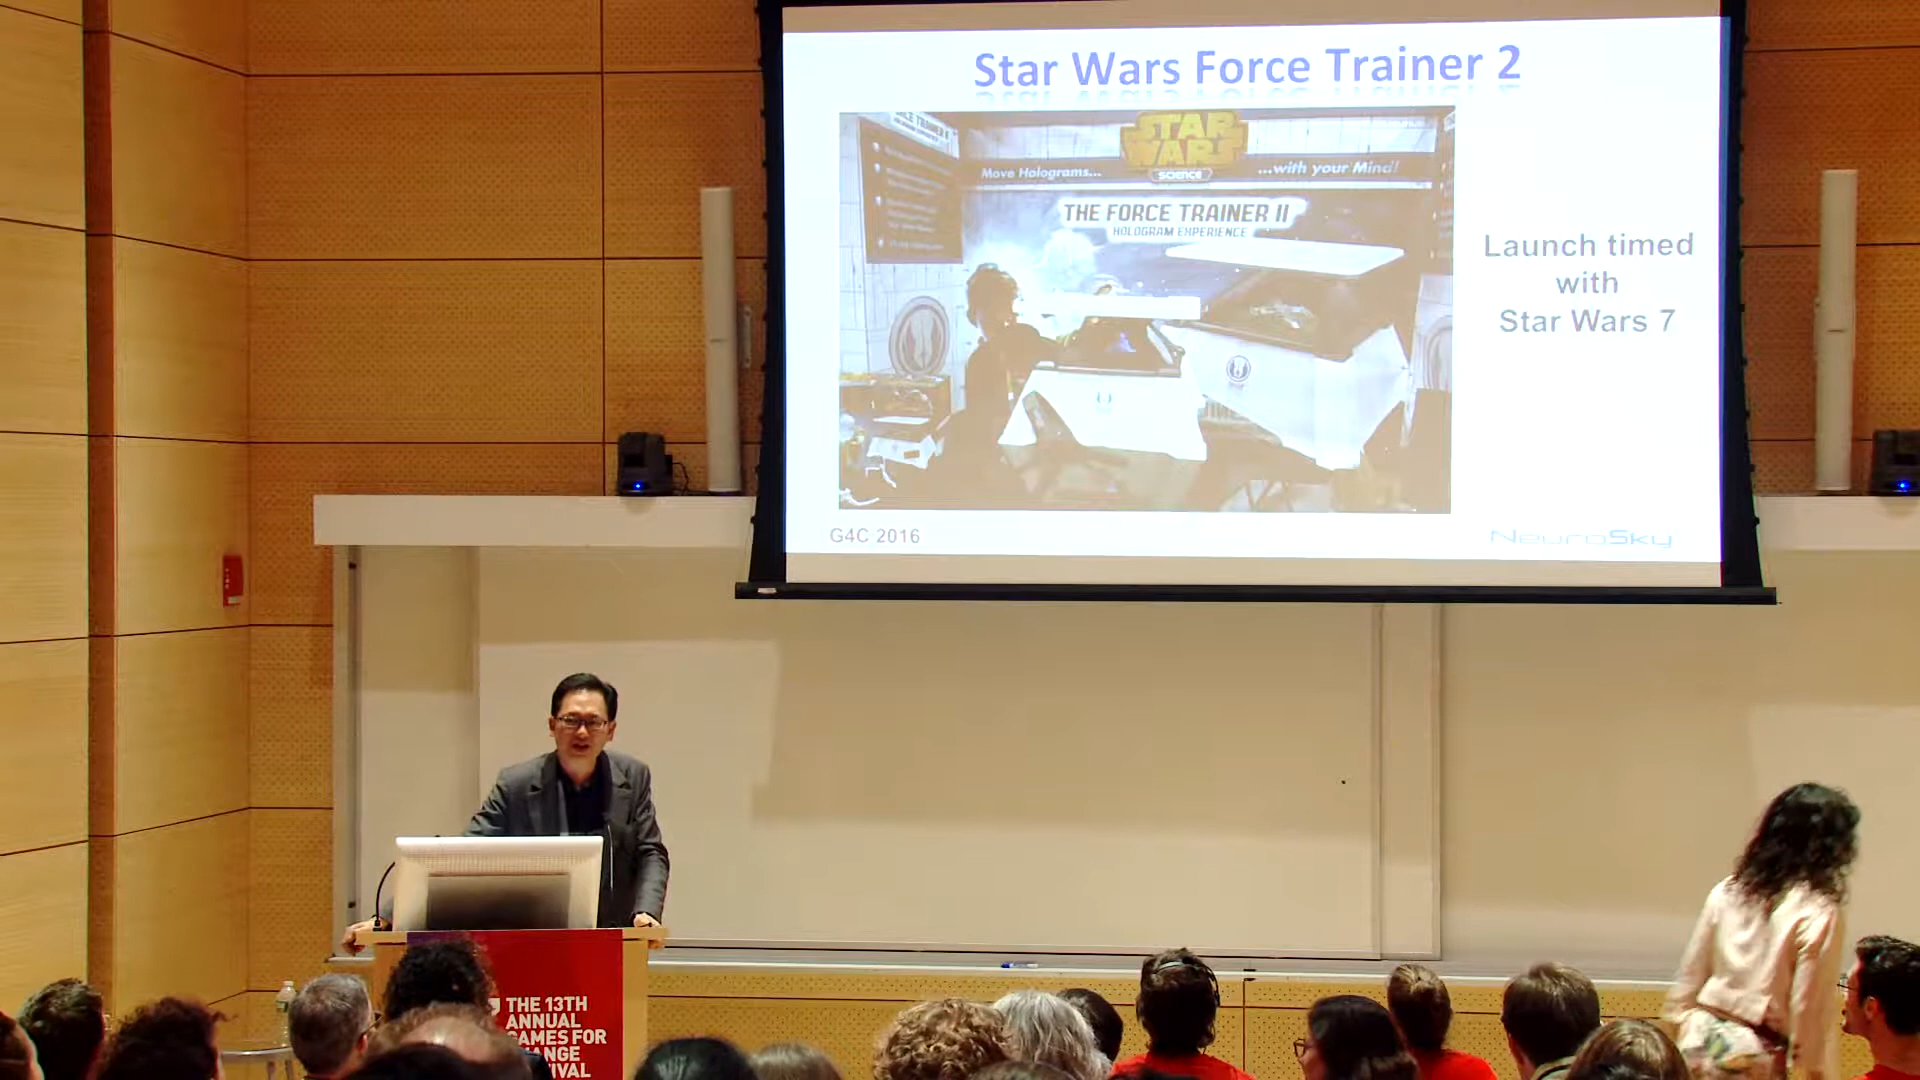 Star Wars Force Trainer 2
STAR
WARS
SCIENCE
Move Holograms...
...with your Mind!
THE FORCE TRAINER II
HOLOGRAM EXPERIENCE
Launch timed
with
Star Wars 7
G4C 2016
NeuroSky
THE 13TH
ANNUAL
GAMES FOR